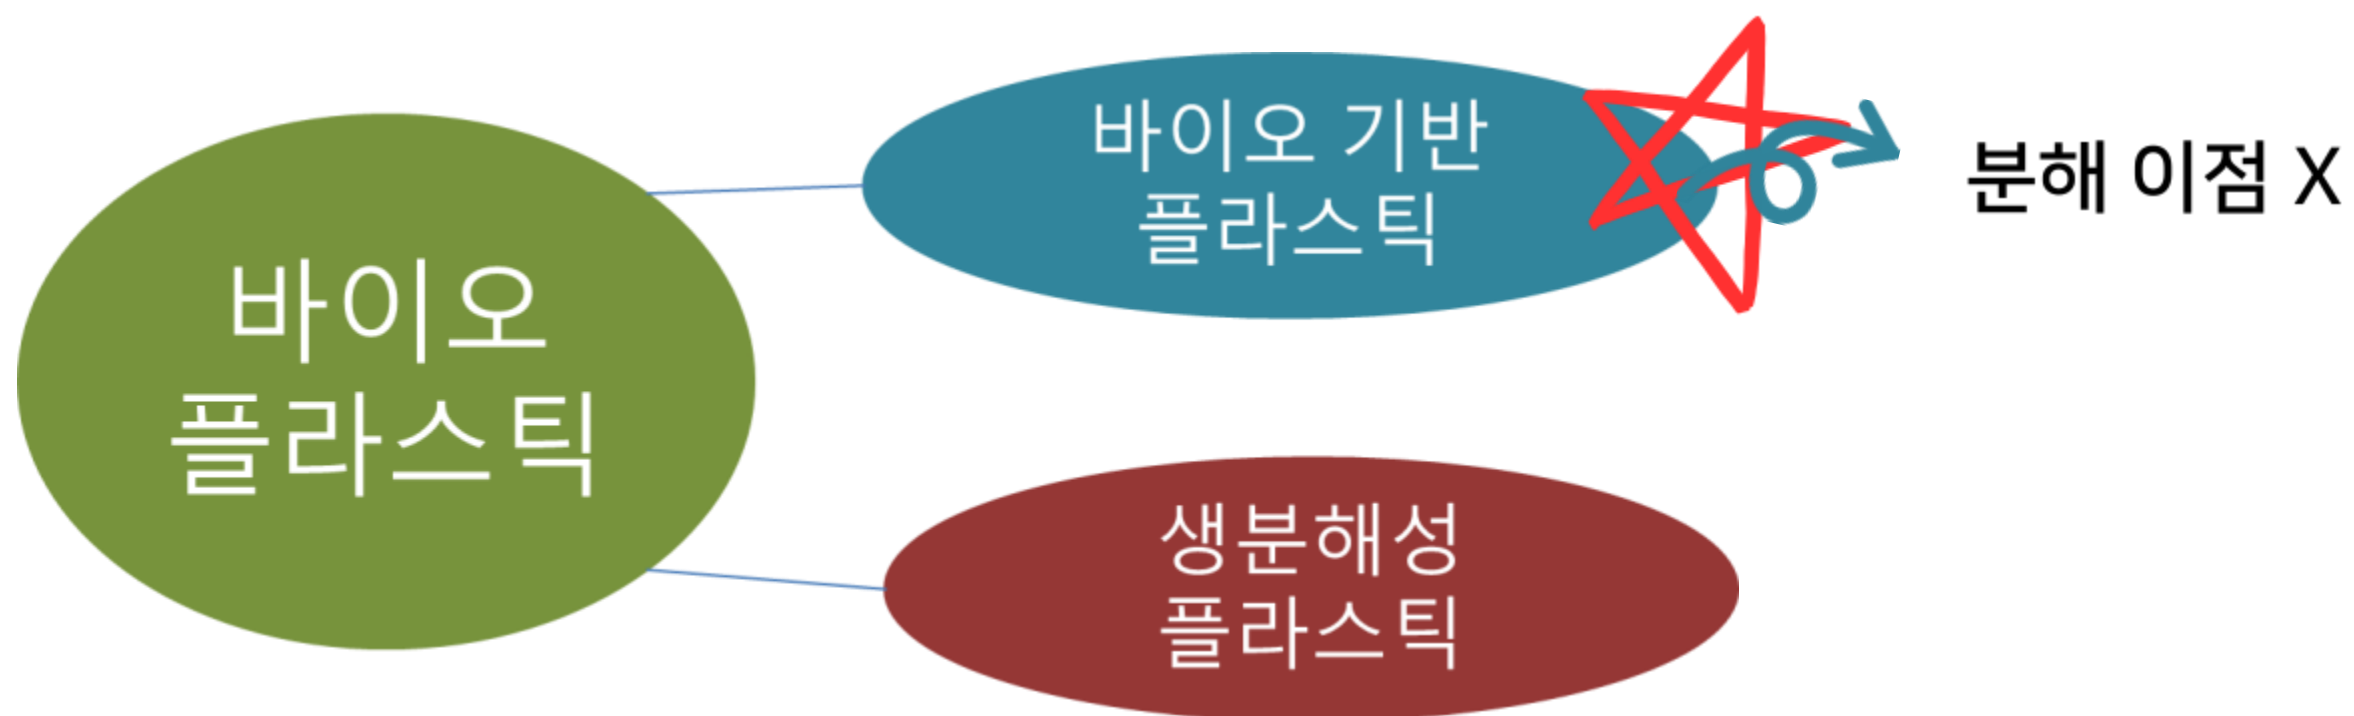 바이오
플라스틱
바이오 기반
플라스틱
분해 이점 X
생분해성
플라스틱